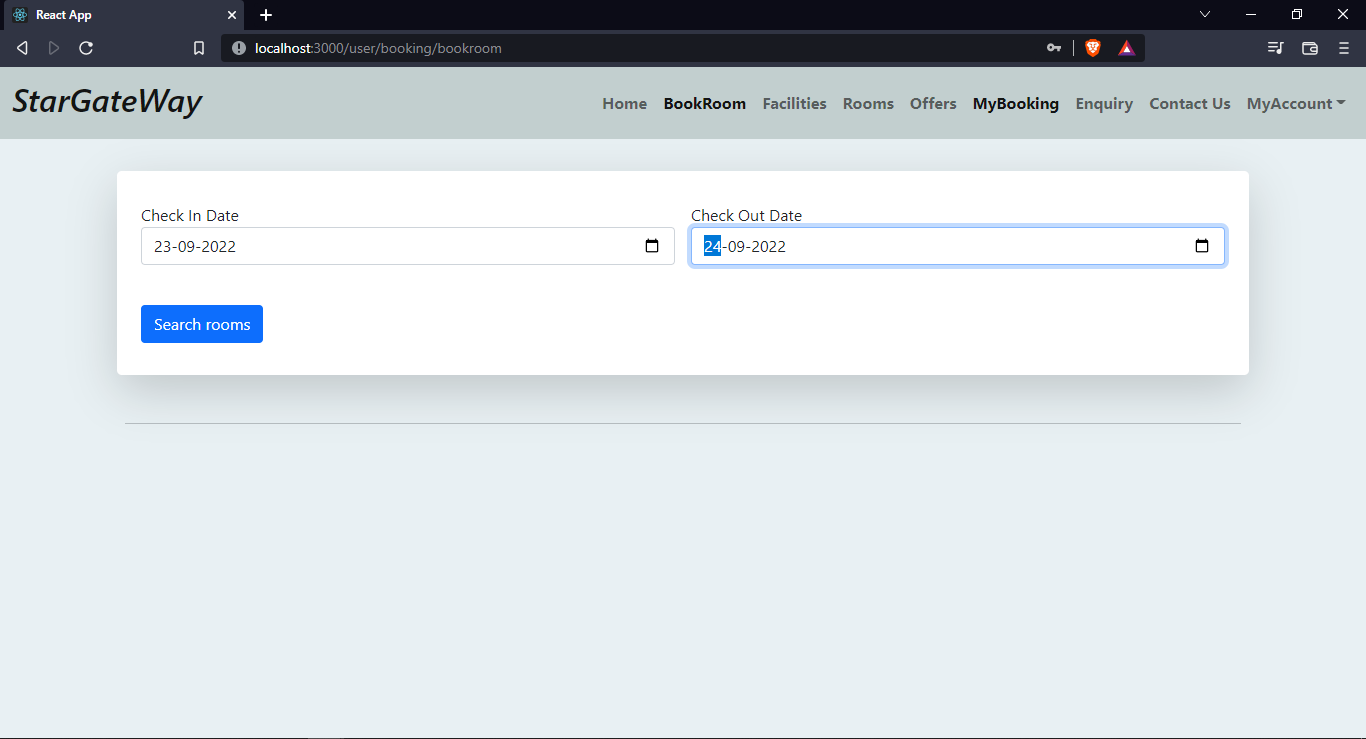 React App
localhost:3000/user/booking/bookroom
StarGateWay
Home BookRoom Facilities Rooms Offers MyBooking Enquiry Contact Us MyAccount
Check In Date Check Out Date
23-09-2022 24-09-2022
Search rooms